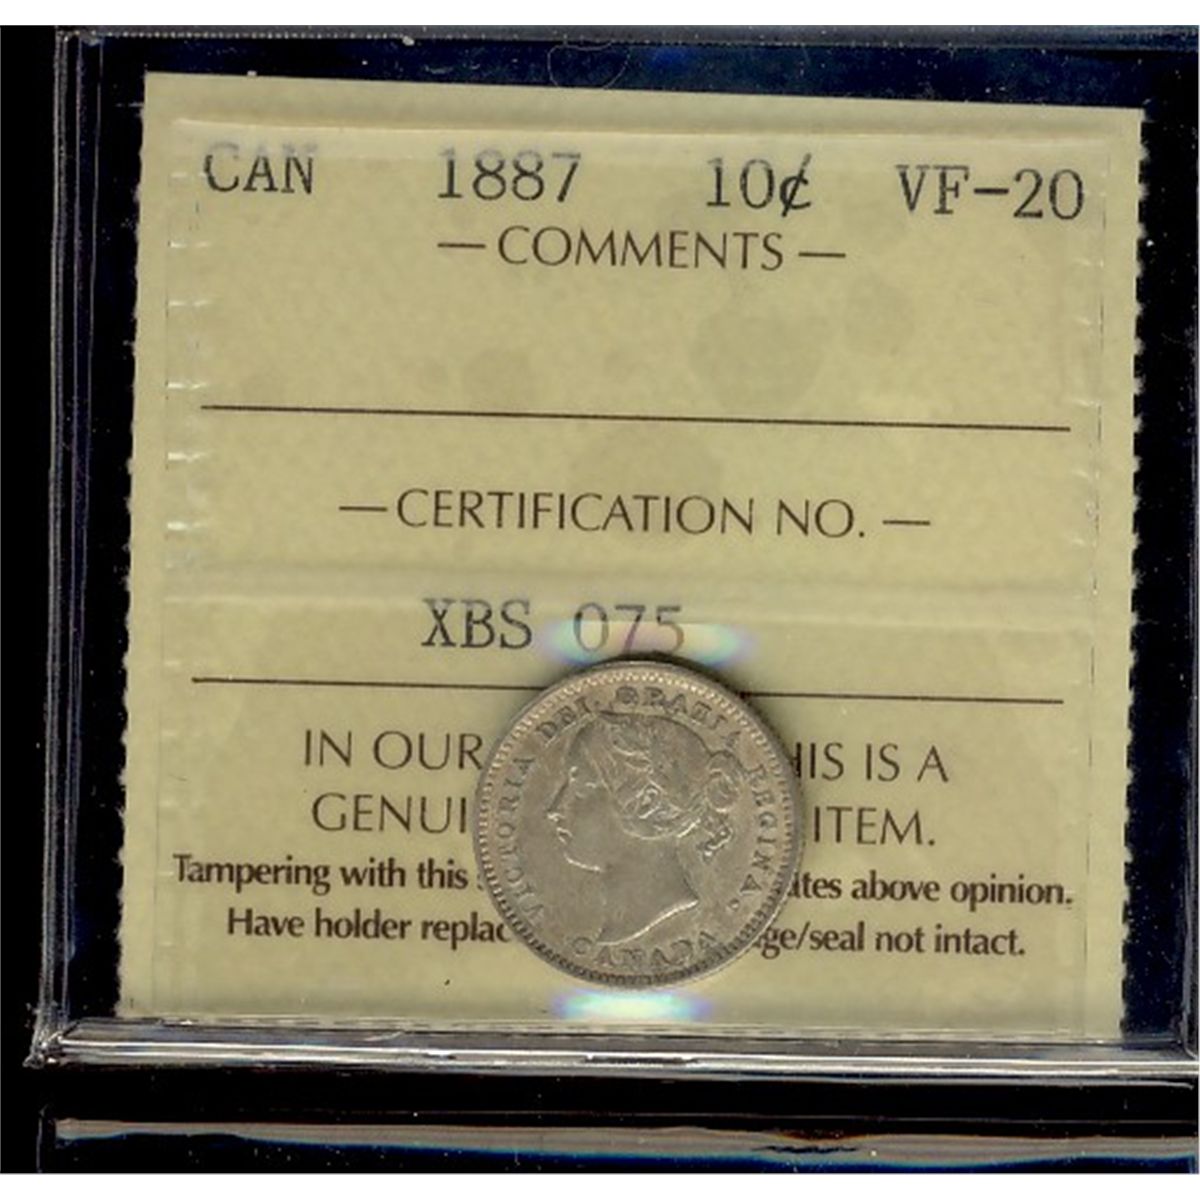 CAN 1887 10¢ VF-20
— COMMENTS —
— CERTIFICATION NO. —
XBS 075
IN OUR HIS IS A
GENUI ITEM.
Tampering with this ates above opinion.
Have holder replac ge/seal not intact.
VICTORIA DEI GRATIA REGINA.
CANADA